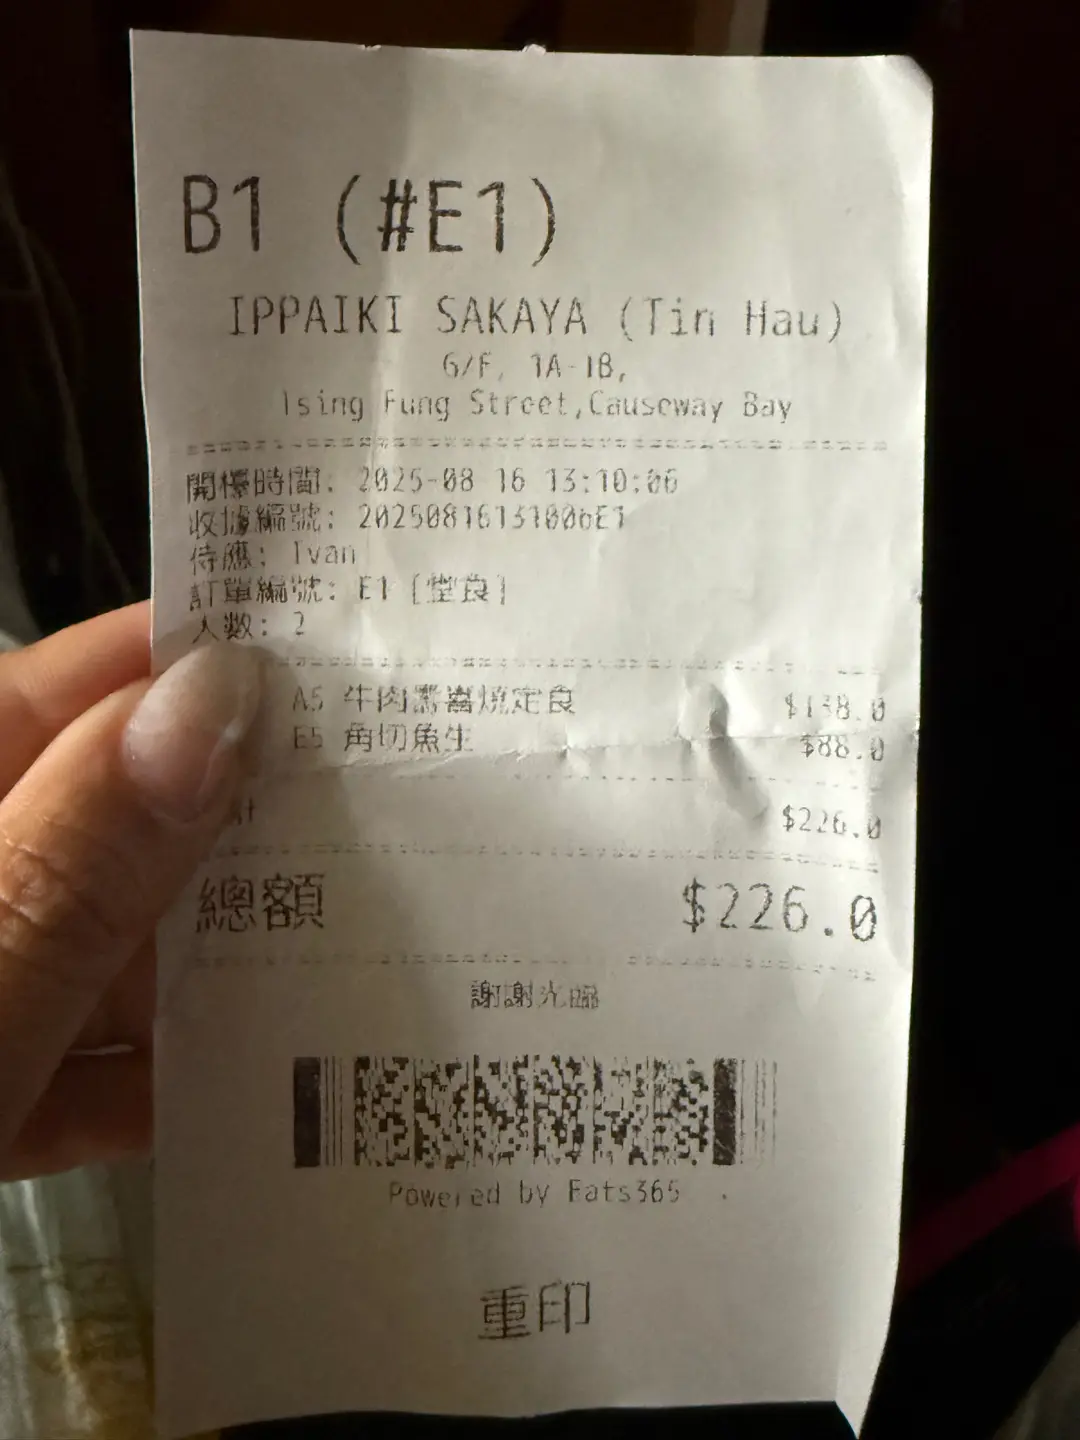 B1 (#E1)
IPPAIKI SAKAYA (Tin Hau)
G/F, 1A-1B,
Tsing Fung Street,Causeway Bay
開檯時間: 2025-08-16 13:10:06
收據編號: 20250816131006E1
侍應: Ivan
訂單編號: E1 [堂食]
人數: 2
A5 牛肉壽喜燒定食 $138.0
E5 角切魚生 $88.0
$226.0
總額 $226.0
謝謝光臨
Powered by Eats365
重印